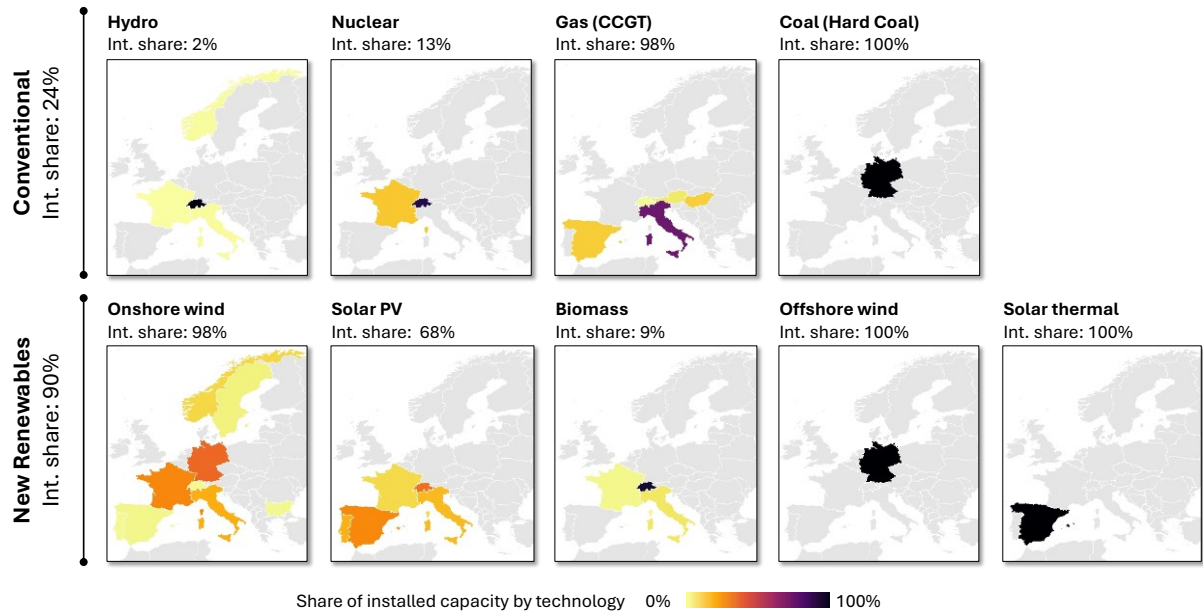 Conventional
Int. share: 24%
Hydro
Int. share: 2%
Nuclear
Int. share: 13%
Gas (CCGT)
Int. share: 98%
Coal (Hard Coal)
Int. share: 100%
New Renewables
Int. share: 90%
Onshore wind
Int. share: 98%
Solar PV
Int. share: 68%
Biomass
Int. share: 9%
Offshore wind
Int. share: 100%
Solar thermal
Int. share: 100%
Share of installed capacity by technology 0% 100%